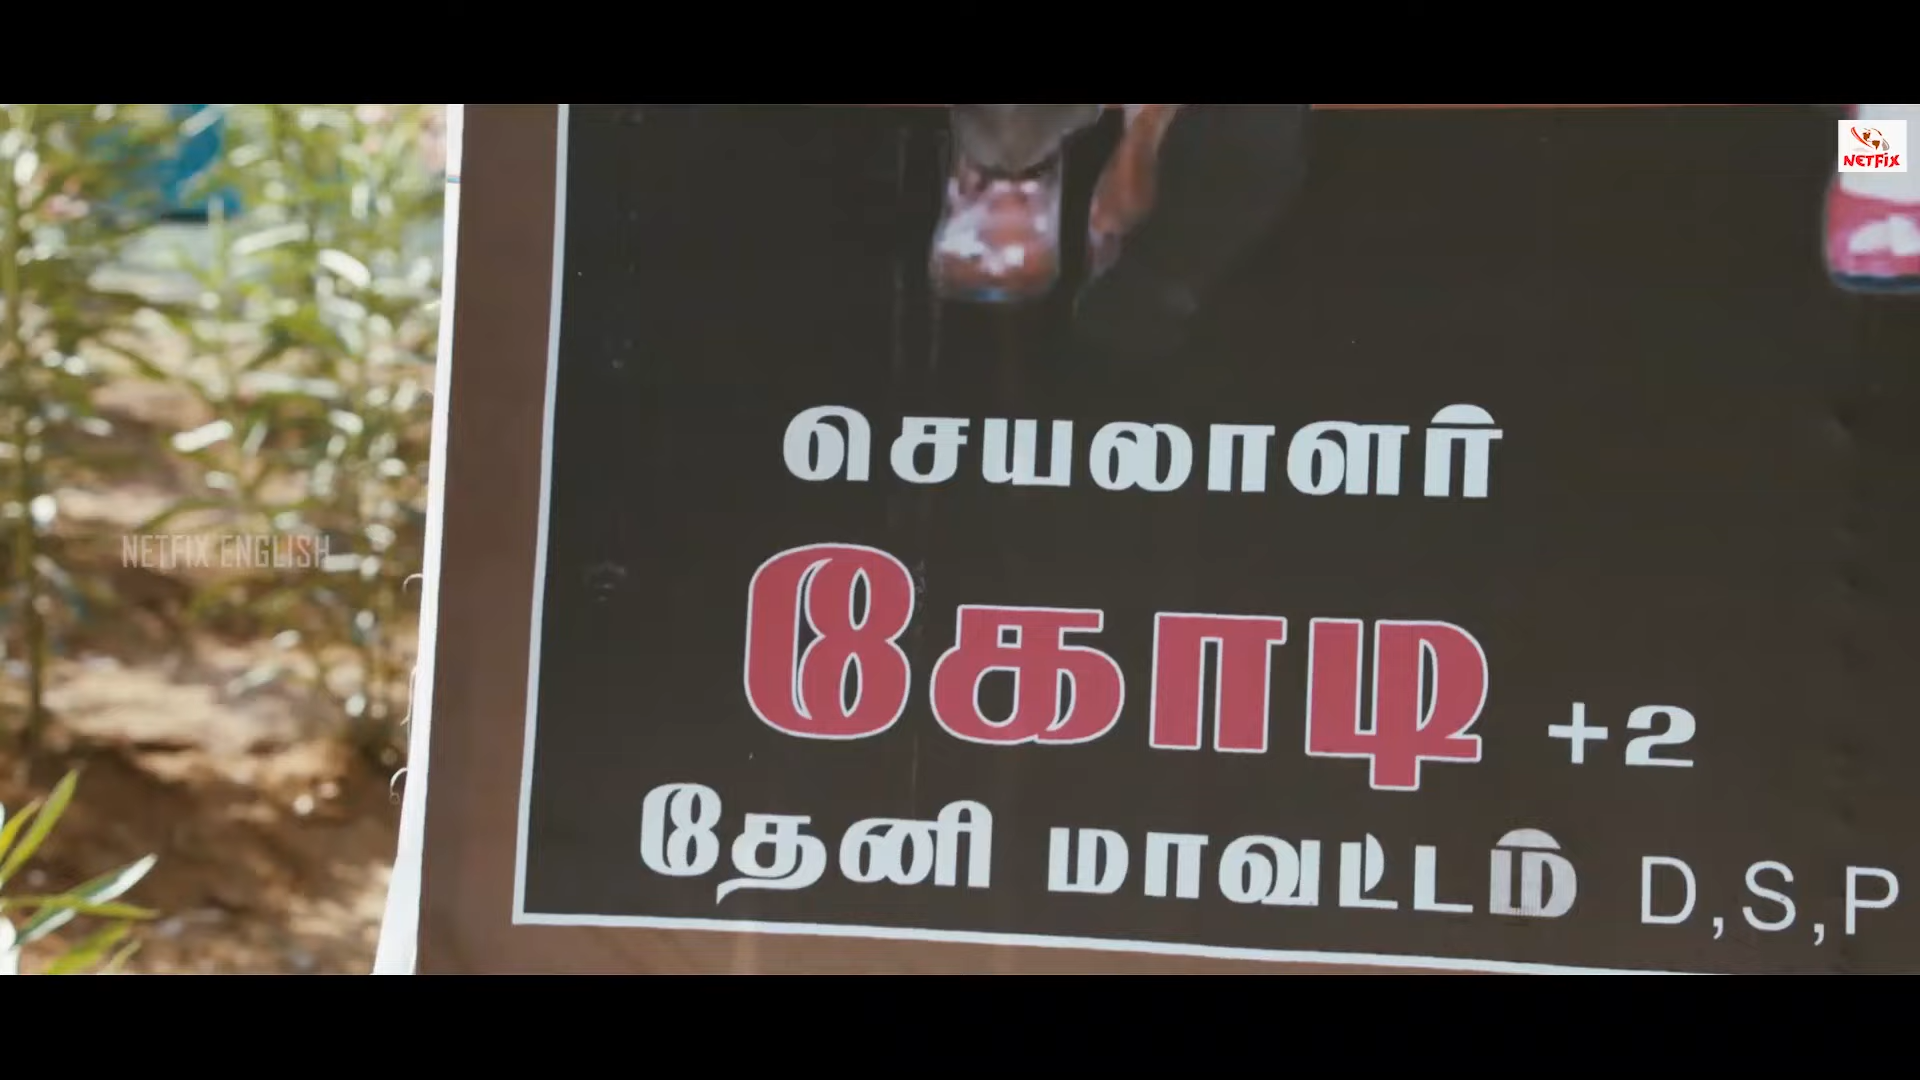 NETFIX
செயலாளர்
NETFIX ENGLISH
கோடி +2
தேனி மாவட்டம் D,S,P